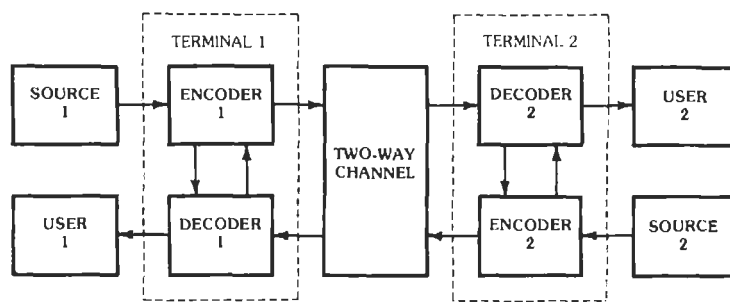 TERMINAL 1
TERMINAL 2
SOURCE
1
ENCODER
1
DECODER
2
USER
2
TWO-WAY
CHANNEL
USER
1
DECODER
1
ENCODER
2
SOURCE
2